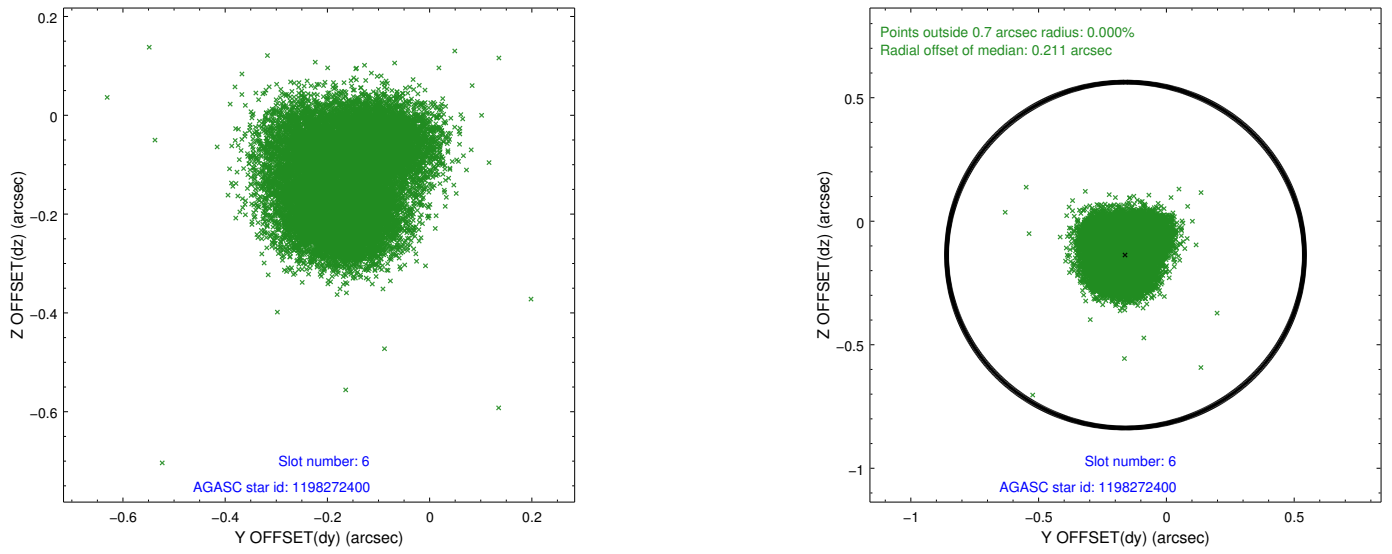 0.2
0
−0.2
−0.4
−0.6
Z OFFSET(dz) (arcsec)
Slot number: 6
AGASC star id: 1198272400
−0.6
−0.4
−0.2
0
0.2
Y OFFSET(dy) (arcsec)
Points outside 0.7 arcsec radius: 0.000%
Radial offset of median: 0.211 arcsec
0.5
0
−0.5
−1
Z OFFSET(dz) (arcsec)
Slot number: 6
AGASC star id: 1198272400
−1
−0.5
0
0.5
Y OFFSET(dy) (arcsec)